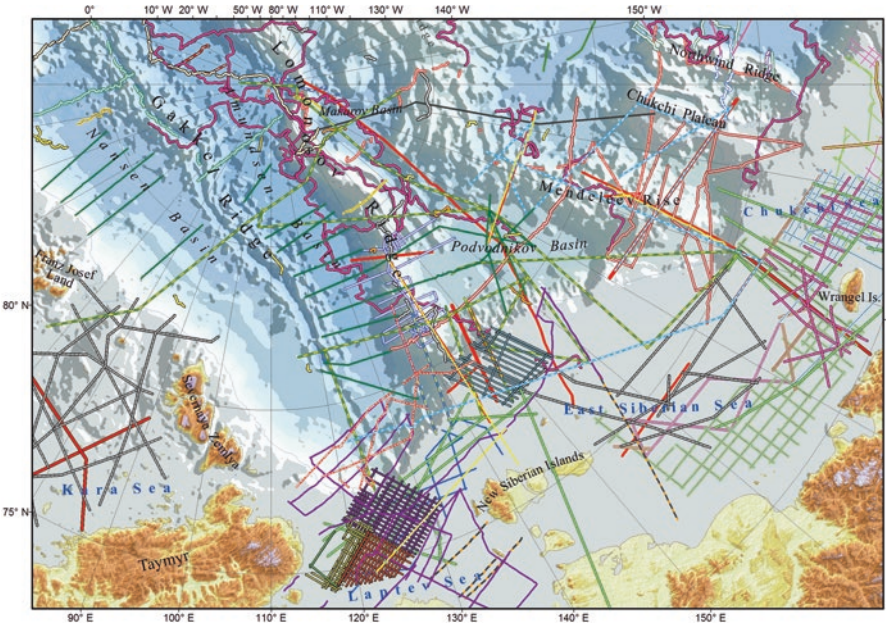 0° 10° W 20° W 50° W 80° W 110° W 130° W 140° W 150° W
Northwind Ridge
Lomonosov Ridge
Gakkel Ridge
Amundsen Basin
Nansen Basin
Makarov Basin
Chukchi Plateau
Mendeleev Rise
Chukchi Sea
Podvodnikov Basin
Franz Josef
Land
Wrangel Is.
80° N
Severnaya Zemlya
East Siberian Sea
Kara Sea
New Siberian Islands
75° N
Taymyr
Laptev Sea
90° E 100° E 110° E 120° E 130° E 140° E 150° E